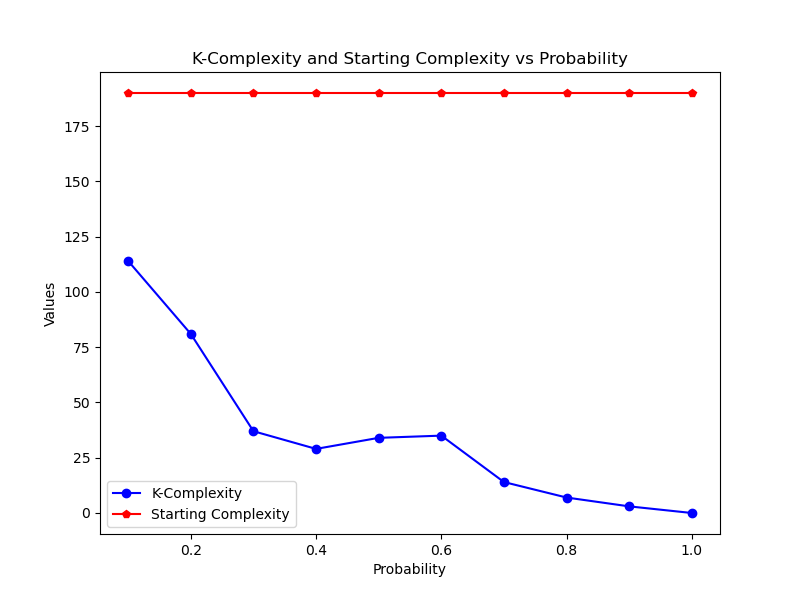 K-Complexity and Starting Complexity vs Probability
175
150
125
100
75
50
25
0
Values
K-Complexity
Starting Complexity
0.2 0.4 0.6 0.8 1.0
Probability